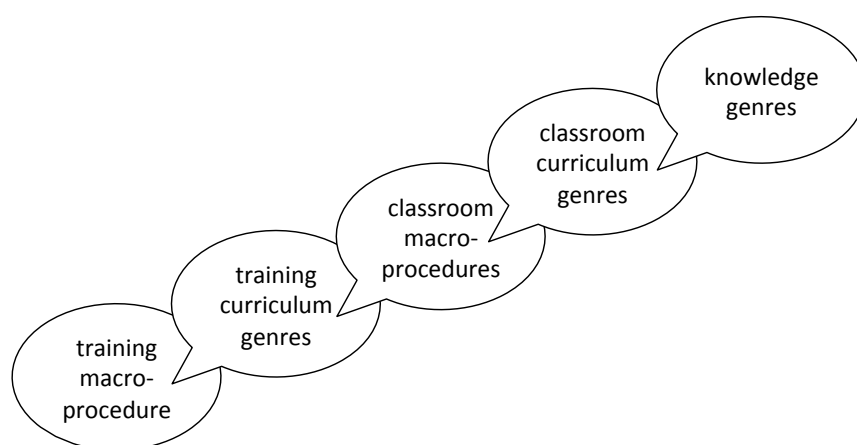 knowledge
genres
classroom
curriculum
genres
classroom
macro-
procedures
training
curriculum
genres
training
macro-
procedure